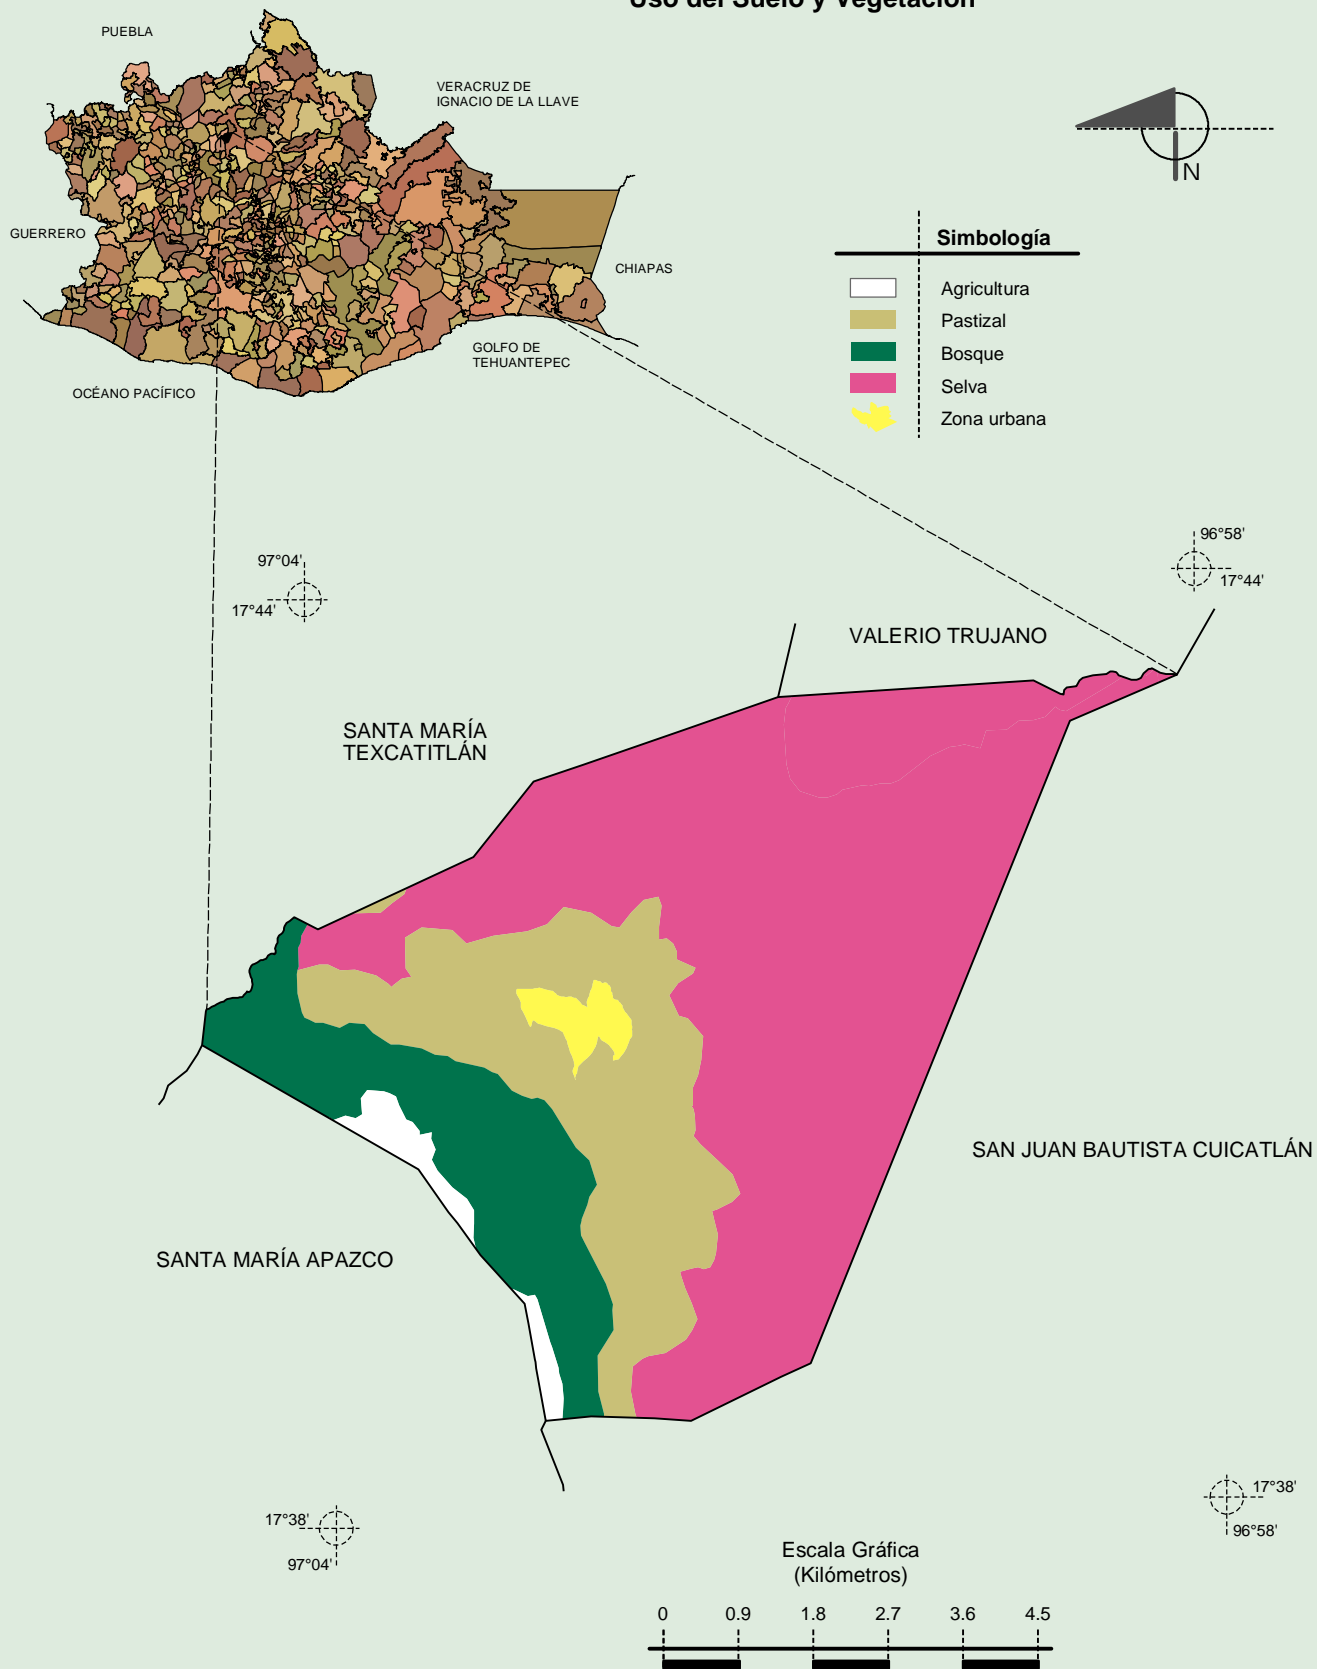 Uso del Suelo y Vegetación
PUEBLA
VERACRUZ DE
IGNACIO DE LA LLAVE
GUERRERO
CHIAPAS
GOLFO DE
TEHUANTEPEC
OCÉANO PACÍFICO
N
Simbología
Agricultura
Pastizal
Bosque
Selva
Zona urbana
97°04'
17°44'
96°58'
17°44'
VALERIO TRUJANO
SANTA MARÍA
TEXCATITLÁN
SAN JUAN BAUTISTA CUICATLÁN
SANTA MARÍA APAZCO
17°38'
97°04'
17°38'
96°58'
Escala Gráfica
(Kilómetros)
0 0.9 1.8 2.7 3.6 4.5